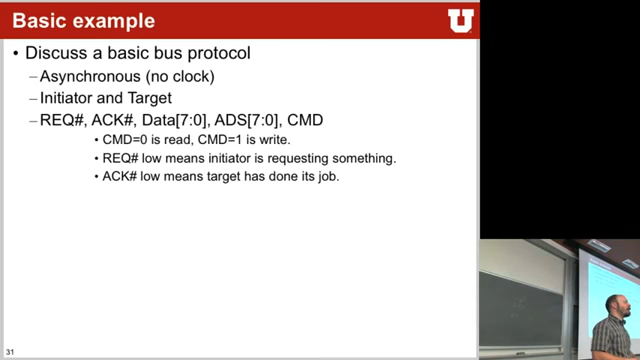 Basic example
U
• Discuss a basic bus protocol
–Asynchronous (no clock)
–Initiator and Target
–REQ#, ACK#, Data[7:0], ADS[7:0], CMD
• CMD=0 is read, CMD=1 is write.
• REQ# low means initiator is requesting something.
• ACK# low means target has done its job.
31